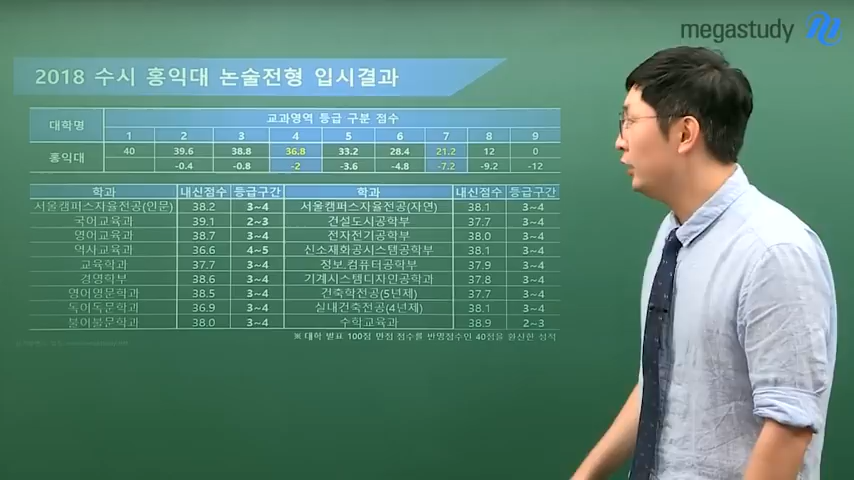 megastudy
2018 수시 홍익대 논술전형 입시결과
대학명 교과영역 등급 구분 점수
1 2 3 4 5 6 7 8 9
홍익대 40 39.6 38.8 36.8 33.2 28.4 21.2 12 0
-0.4 -0.8 -2 -3.6 -4.8 -7.2 -9.2 -12
학과 내신점수 등급구간 학과 내신점수 등급구간
서울캠퍼스자율전공(인문) 38.2 3~4 서울캠퍼스자율전공(자연) 38.1 3~4
국어교육과 39.1 2~3 건설도시공학부 37.7 3~4
영어교육과 38.7 3~4 전자전기공학부 38.0 3~4
역사교육과 36.6 4~5 신소재화공시스템공학부 38.1 3~4
교육학과 37.7 3~4 정보.컴퓨터공학부 37.9 3~4
경영학부 38.6 3~4 기계시스템디자인공학과 37.8 3~4
영어영문학과 38.5 3~4 건축학전공(5년제) 37.7 3~4
독어독문학과 36.9 3~4 실내건축전공(4년제) 38.1 3~4
불어불문학과 38.0 3~4 수학교육과 38.9 2~3
※ 대학 발표 100점 만점 점수를 반영점수인 40점을 환산한 성적